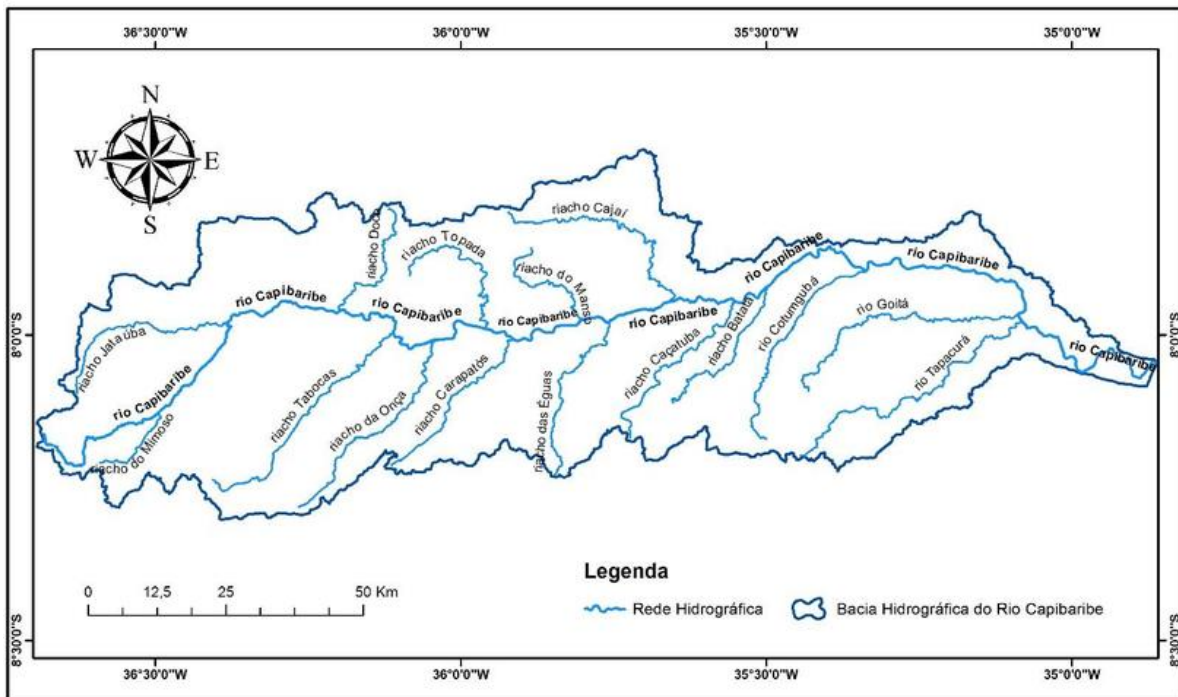 36°30'0"W 36°0'0"W 35°30'0"W 35°0'0"W
N
W E
S
riacho Cajaí
riacho Doce
riacho Topada
rio Capibaribe
rio Capibaribe
riacho do Manso
rio Capibaribe
rio Capibaribe
rio Capibaribe
rio Capibaribe
rio Goitá
rio Cotumgubá
riacho Batatã
riacho Caçatuba
rio Tapacurá
rio Capibaribe
8°0'0"S
8°0'0"S
riacho Jataúba
rio Capibaribe
riacho do Mimoso
riacho Tabocas
riacho da Onça
riacho Carapatós
riacho das Éguas
0 12,5 25 50 Km
Legenda
Rede Hidrográfica
Bacia Hidrográfica do Rio Capibaribe
8°30'0"S
8°30'0"S
36°30'0"W 36°0'0"W 35°30'0"W 35°0'0"W